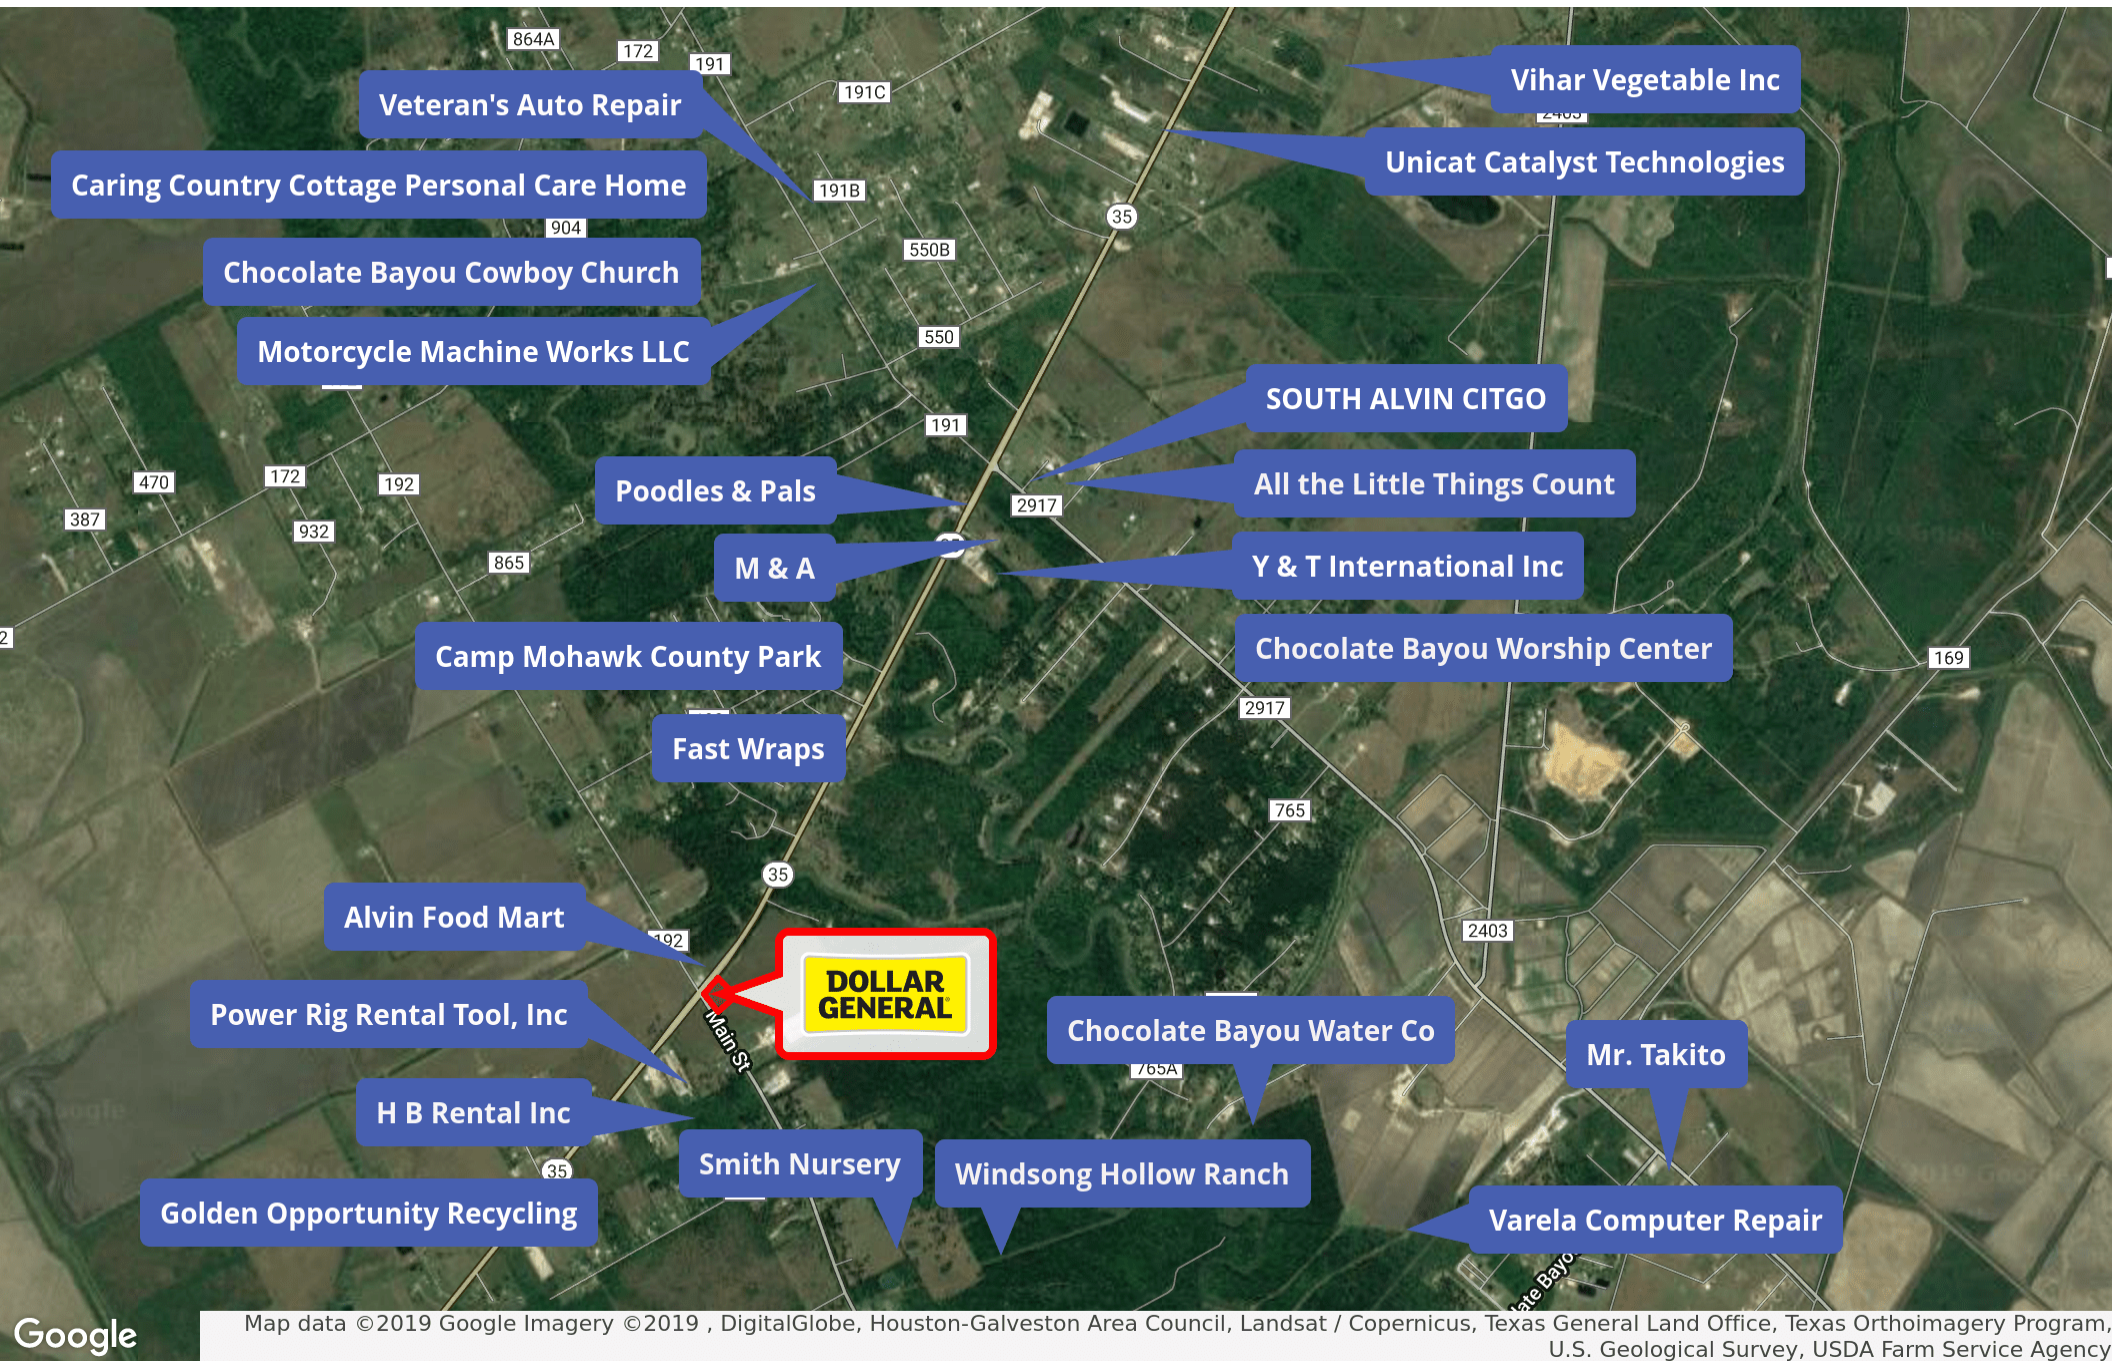 864A
172
191
Vihar Vegetable Inc
191C
Veteran's Auto Repair
2403
Unicat Catalyst Technologies
Caring Country Cottage Personal Care Home
191B
35
904
550B
Chocolate Bayou Cowboy Church
550
Motorcycle Machine Works LLC
SOUTH ALVIN CITGO
191
470
172
192
Poodles & Pals
All the Little Things Count
2917
387
932
865
M & A
Y & T International Inc
2
Camp Mohawk County Park
Chocolate Bayou Worship Center
169
2917
Fast Wraps
765
35
Alvin Food Mart
192
2403
DOLLAR
GENERAL
Power Rig Rental Tool, Inc
Main St
Chocolate Bayou Water Co
Mr. Takito
765A
H B Rental Inc
Smith Nursery
Windsong Hollow Ranch
35
Golden Opportunity Recycling
Varela Computer Repair
late Bayo
Google
Map data ©2019 Google Imagery ©2019 , DigitalGlobe, Houston-Galveston Area Council, Landsat / Copernicus, Texas General Land Office, Texas Orthoimagery Program,
U.S. Geological Survey, USDA Farm Service Agency